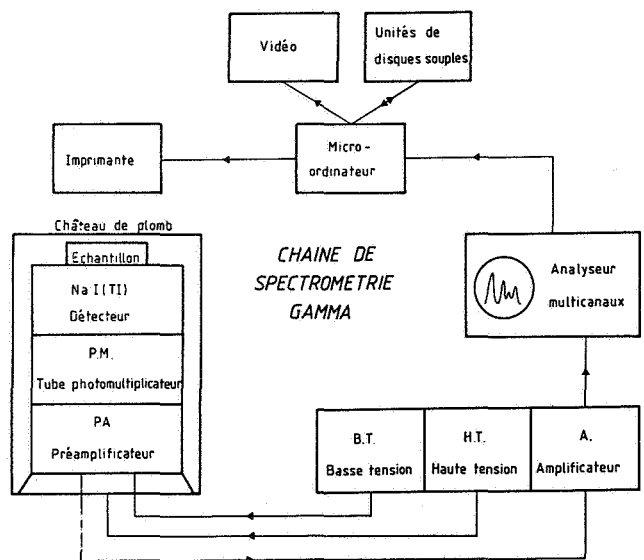 Vidéo
Unités de
disques souples
Imprimante
Micro-
ordinateur
Château de plomb
Echantillon
Na I(Tl)
Détecteur
P.M.
Tube photomultiplicateur
PA
Préamplificateur
CHAINE DE
SPECTROMETRIE
GAMMA
Analyseur
multicanaux
B.T.
Basse tension
H.T.
Haute tension
A.
Amplificateur